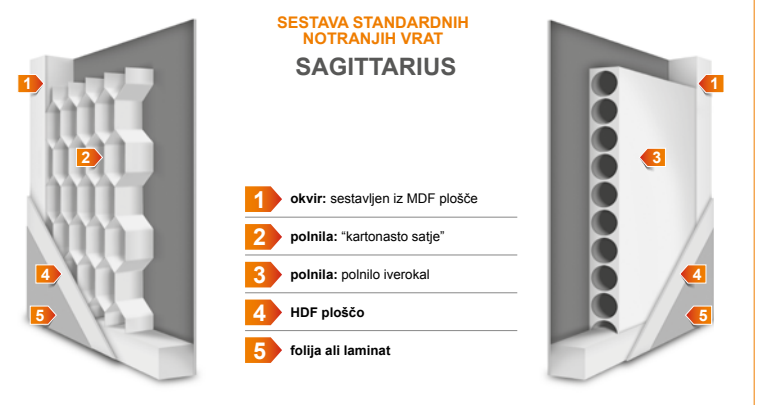 SESTAVA STANDARDNIH
NOTRANJIH VRAT
SAGITTARIUS
1
2
4
5
1 okvir: sestavljen iz MDF plošče
2 polnila: “kartonasto satje”
3 polnila: polnilo iverokal
4 HDF ploščo
5 folija ali laminat
1
3
4
5